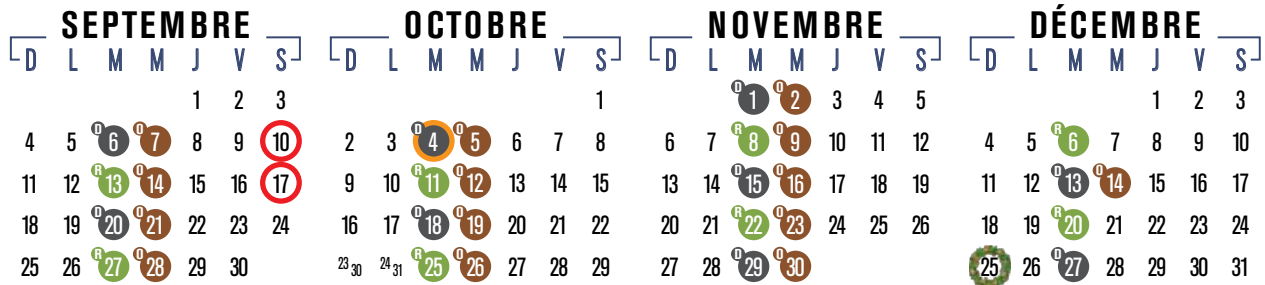 SEPTEMBRE
D L M M J V S
1 2 3
4 5 D 6 O 7 8 9 10
11 12 R 13 O 14 15 16 17
18 19 D 20 O 21 22 23 24
25 26 R 27 O 28 29 30
OCTOBRE
D L M M J V S
1
2 3 D 4 O 5 6 7 8
9 10 R 11 O 12 13 14 15
16 17 D 18 O 19 20 21 22
23 30 24 31 R 25 O 26 27 28 29
NOVEMBRE
D L M M J V S
D 1 O 2 3 4 5
6 7 R 8 O 9 10 11 12
13 14 D 15 O 16 17 18 19
20 21 R 22 O 23 24 25 26
27 28 D 29 O 30
DÉCEMBRE
D L M M J V S
1 2 3
4 5 R 6 7 8 9 10
11 12 D 13 O 14 15 16 17
18 19 R 20 21 22 23 24
25 26 D 27 28 29 30 31